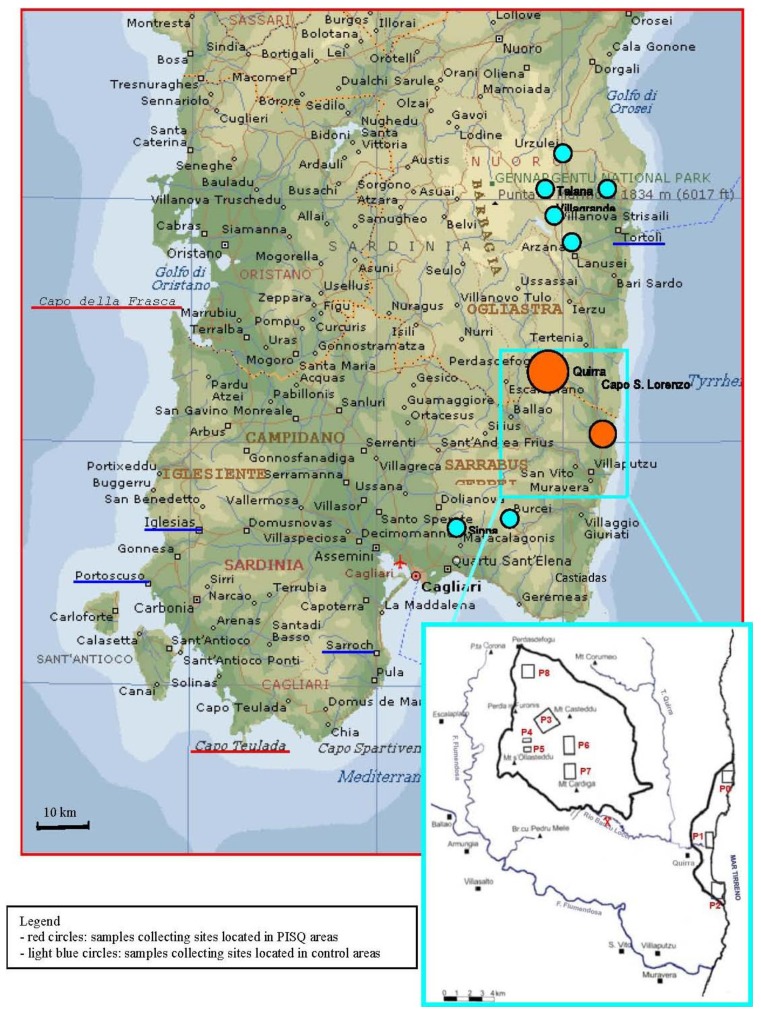 Montresta
SASSARI
Burgos
Illorai
Lollove
Orosei
Bolotana
Sindia
Bortigali
Lei
Orotelli
Nuoro
Cala Gonone
Bosa
Macomer
Dualchi
Sarule
Orani
Oliena
Dorgali
Tresnuraghes
Mamoiada
Golfo di
Orosei
Sennariolo
Borore
Sedilo
Olzai
Cuglieri
Nughedu
Gavoi
Santa
Caterina
Bidoni
Santa
Vittoria
Lodine
Urzulei
Seneghe
Ardauli
Austis
NUOR
Bauladu
Busachi
Sorgono
Asuai
GENNARGENTU NATIONAL PARK
Talana
Punta
1834 m (6017 ft)
Villanova Truschedu
Atzara
BARBAGIA
Villagrande
Villanova Strisaili
Cabras
Siamanna
Allai
Samugheo
Belvi
Tortolì
Oristano
SARDINIA
Arzana
Mogorella
Lanusei
Golfo di
Oristano
ORISTANO
Asuni
Seulo
Bari Sardo
Usellus
Ussassai
Capo della Frasca
Zeppara
Villanovo Tulo
Marrubiu
Figu
Nuragus
OGLIASTRA
Ierzu
Terralba
Pompu
Curcuris
Isili
Uras
Gonnostramatza
Nurri
Tertenia
Mogoro
Santa Maria
Perdasdefogu
Quirra
Pardu
Atzei
Acquas
Gesico
Capo S. Lorenzo
Tyrrhe
Pabillonis
San Gavino Monreale
Sanluri
Guamaggiore
Ballao
Ortacesus
Arbus
Silius
CAMPIDANO
Serrenti
Sant'Andrea Frius
Gonnosfanadiga
Portixeddu
IGLESIENTE
Serramanna
Villagreca
SARRABUS
San Vito
Villaputzu
Buggerru
Ussana
GERREI
Muravera
San Benedetto
Vallermosa
Villasor
Dolianova
Burcei
Iglesias
Domusnovas
Santo Sperate
Sinna
Villaggio
Giuriati
Villaspeciosa
Decimomannu
Maracalagonis
Gonnesa
Assemini
SARDINIA
Cagliari
Quartu Sant'Elena
Portoscuso
Sirri
Cagliari
Castiadas
Narcao
Terrubia
Carbonia
Capoterra
La Maddalena
Geremeas
Carloforte
Arenas
Santadi
Basso
Calasetta
Sant'Antioco
Sarroch
SANT'ANTIOCO
Sant'Antioco Ponti
Solinas
CAGLIARI
Pula
Canai
Capo Teulada
Domus de Mar
Chia
Capo Teulada
Capo Spartiven
Mediterran
10 km
P.ta Corona
Perdasdefogu
Mt Corumeo
P8
Perda is Furonis
P3
Mt Casteddu
Escalaplano
P4
P5
P6
T. Quirra
F. Flumendosa
Mt s'Ollasteddu
P7
Mt Cardiga
P0
Ballao
Armungia
Br.cu Pedru Mele
P1
Quirra
MAR TIRRENO
Villasalto
P2
F. Flumendosa
S. Vito
Villaputzu
Muravera
0 1 2 3 4km
Legend
- red circles: samples collecting sites located in PISQ areas
- light blue circles: samples collecting sites located in control areas